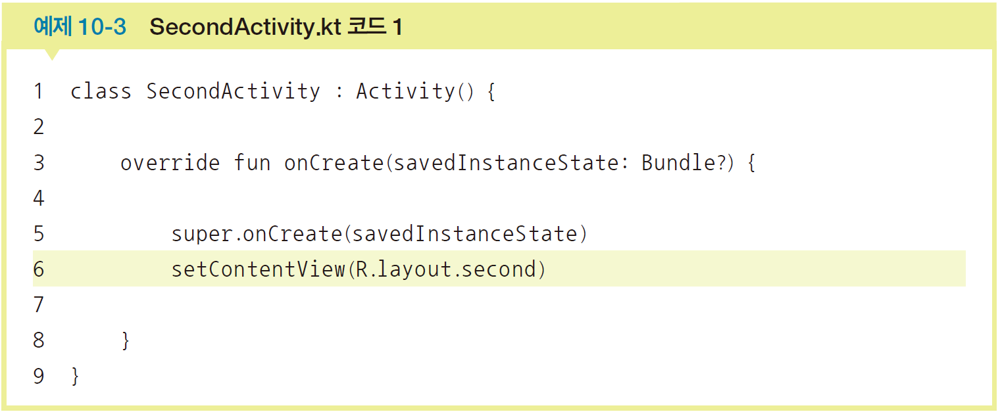 예제 10-3 SecondActivity.kt 코드 1
1 class SecondActivity : Activity() {
2
3 override fun onCreate(savedInstanceState: Bundle?) {
4
5 super.onCreate(savedInstanceState)
6 setContentView(R.layout.second)
7
8 }
9 }